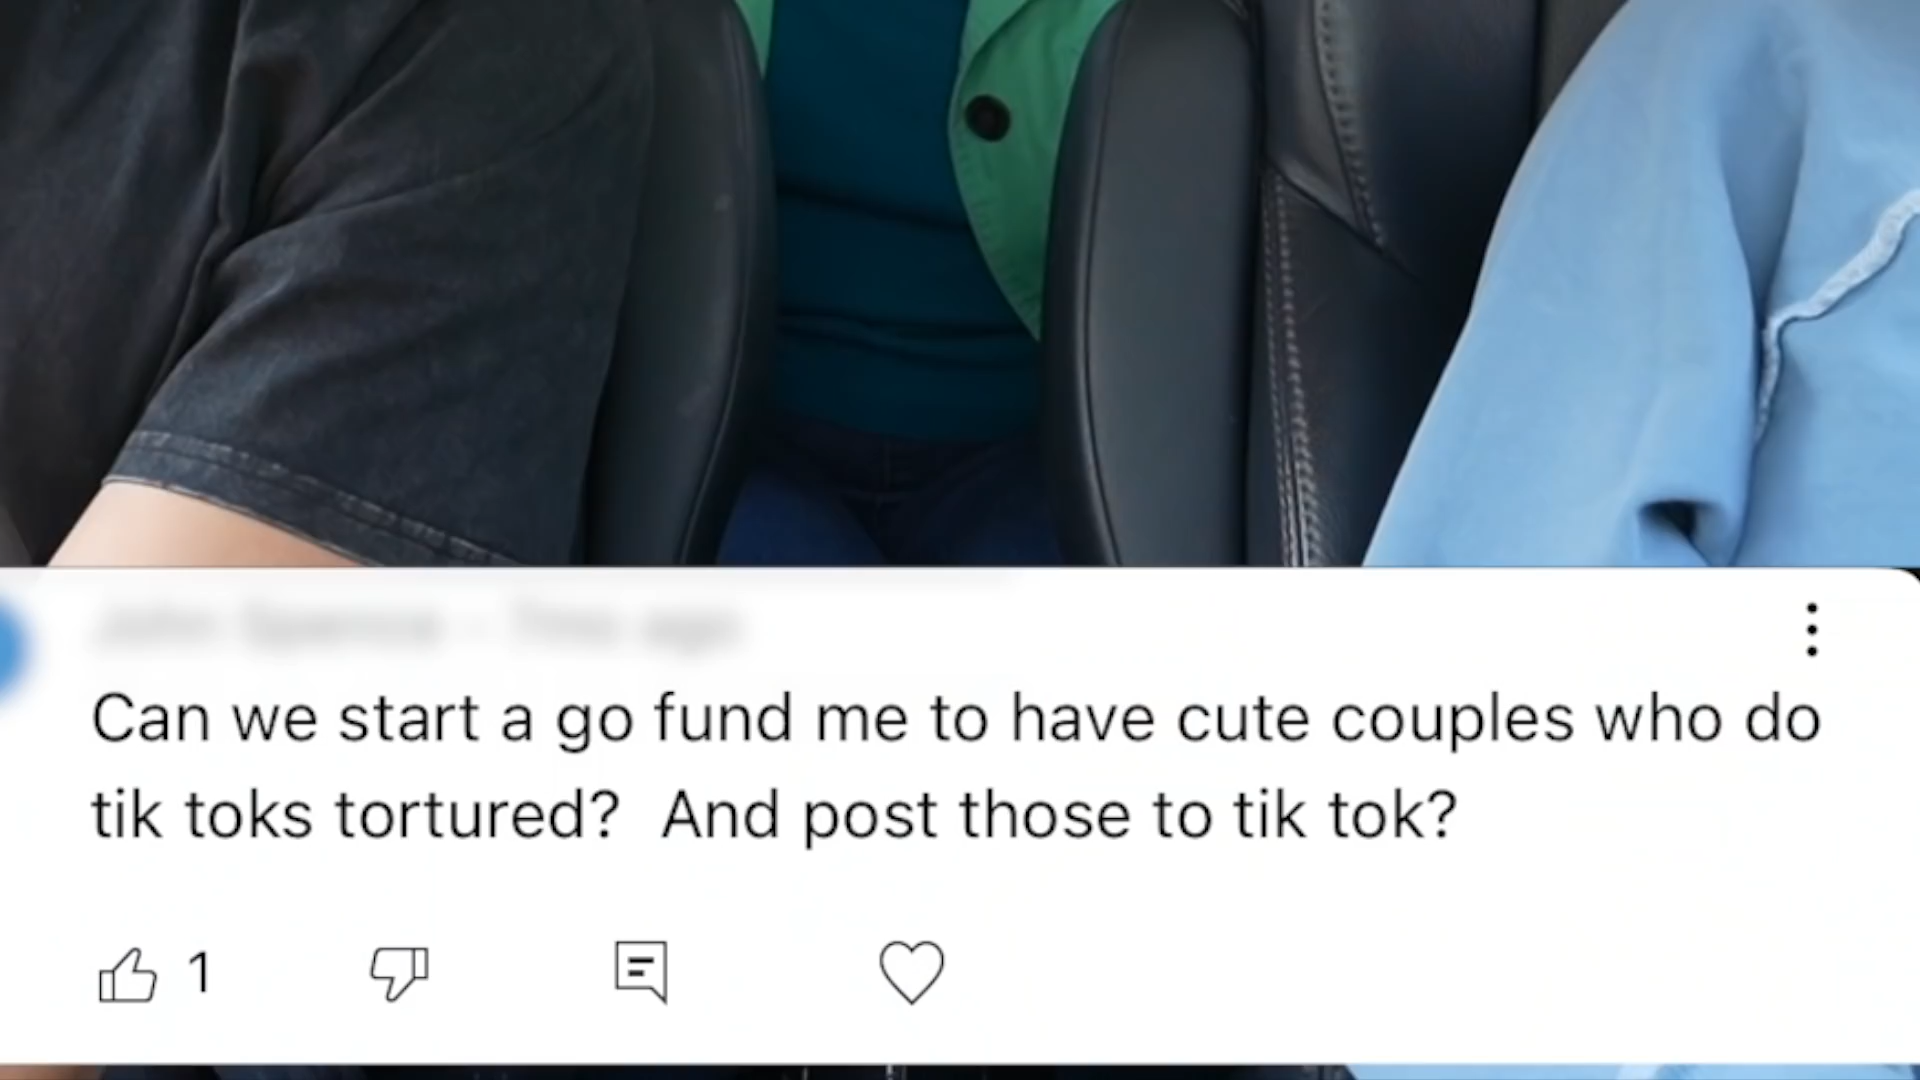 Can we start a go fund me to have cute couples who do
tik toks tortured?  And post those to tik tok?
1